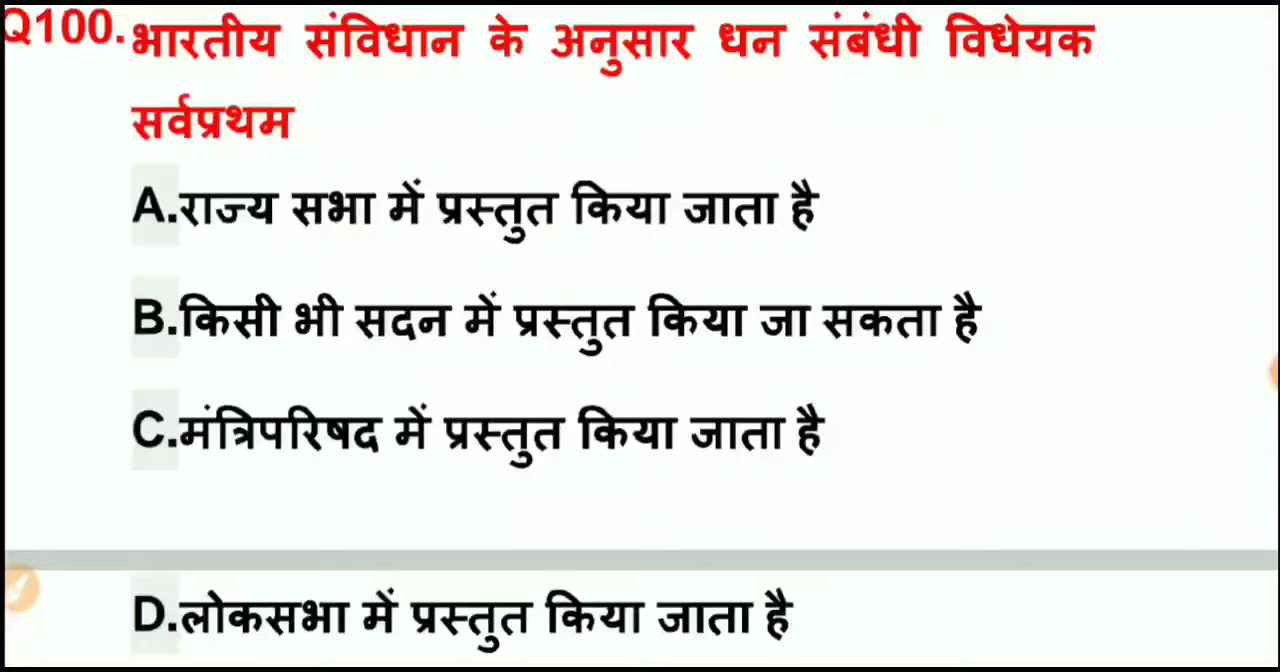 Q100. भारतीय संविधान के अनुसार धन संबंधी विधेयक
सर्वप्रथम
A.राज्य सभा में प्रस्तुत किया जाता है
B.किसी भी सदन में प्रस्तुत किया जा सकता है
C.मंत्रिपरिषद में प्रस्तुत किया जाता है
D.लोकसभा में प्रस्तुत किया जाता है